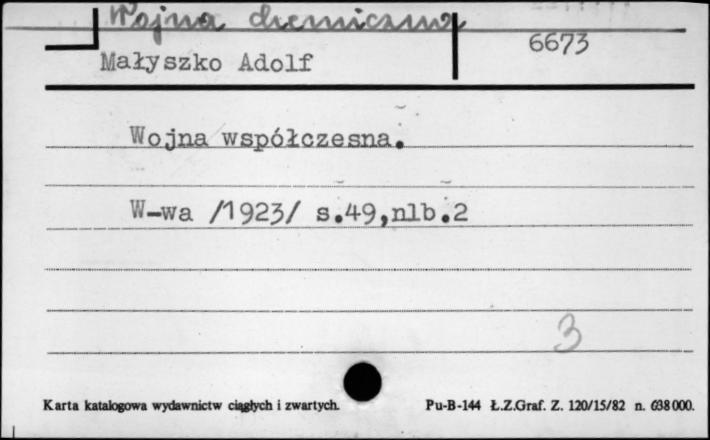 Wojna chemiczna
6673
Małyszko Adolf
Wojna współczesna.
W-wa /1923/ s.49,nlb.2
3
Karta katalogowa wydawnictw ciągłych i zwartych. Pu-B-144 Ł.Z.Graf. Z. 120/15/82 n. 638000.